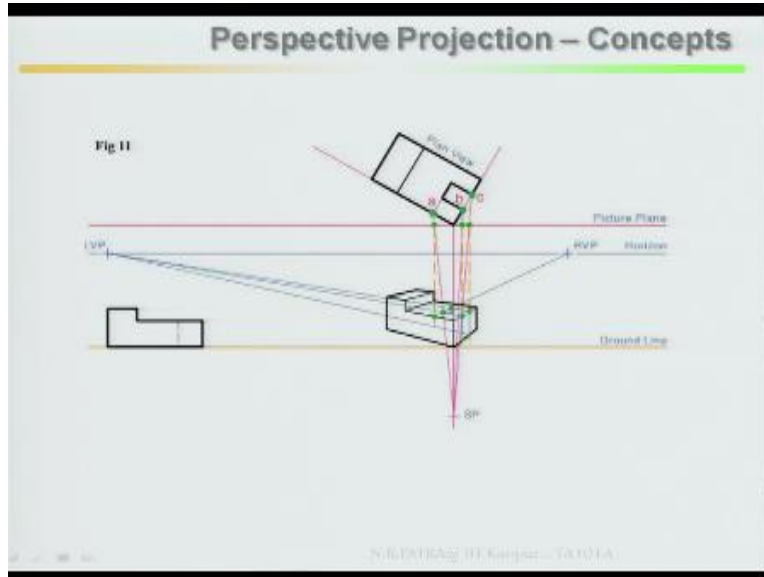 Perspective Projection – Concepts
Fig 11
Plan View
a
b
c
Picture Plane
LVP
RVP
Horizon
Ground Line
SP